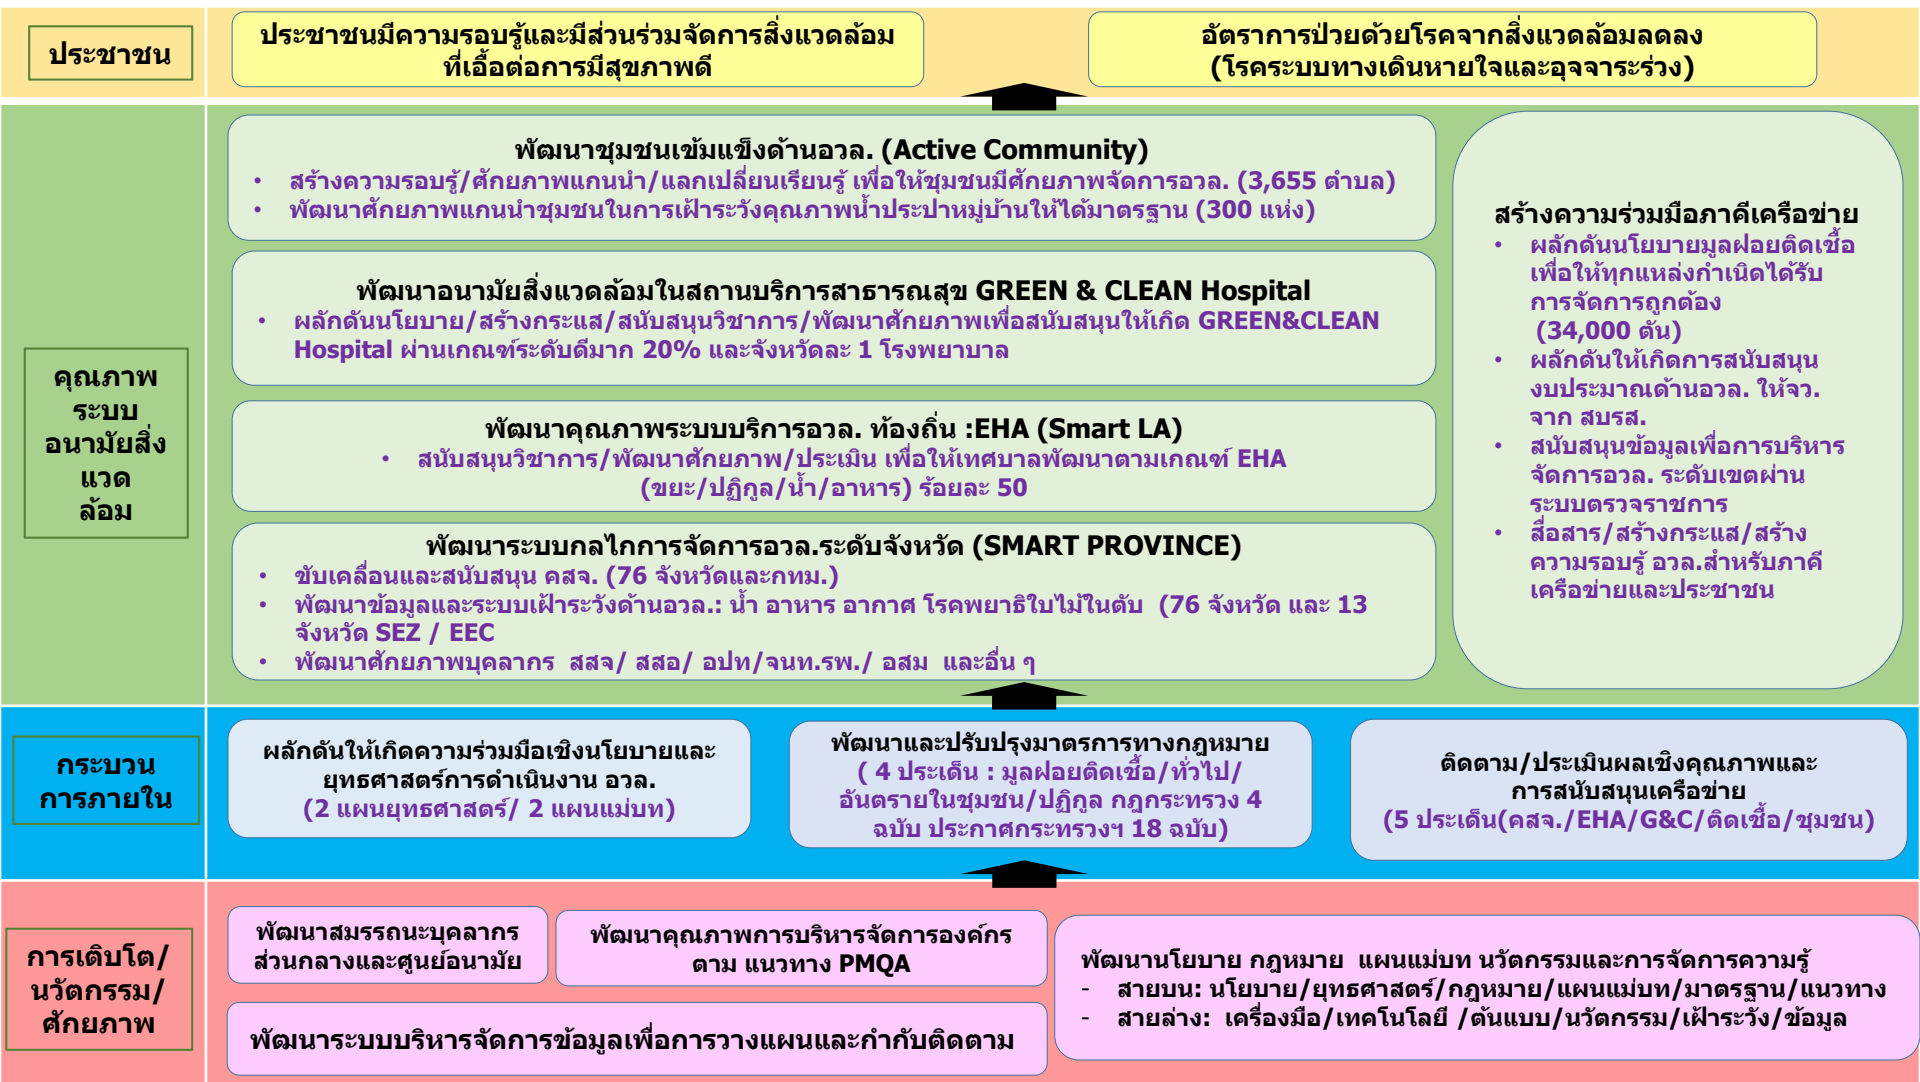 ประชาชน
ประชาชนมีความรอบรู้และมีส่วนร่วมจัดการสิ่งแวดล้อม
ที่เอื้อต่อการมีสุขภาพดี
อัตราการป่วยด้วยโรคจากสิ่งแวดล้อมลดลง
(โรคระบบทางเดินหายใจและอุจจาระร่วง)
คุณภาพ
ระบบ
อนามัยสิ่ง
แวด
ล้อม
พัฒนาชุมชนเข้มแข็งด้านอวล. (Active Community)
• สร้างความรอบรู้/ศักยภาพแกนนำ/แลกเปลี่ยนเรียนรู้ เพื่อให้ชุมชนมีศักยภาพจัดการอวล. (3,655 ตำบล)
• พัฒนาศักยภาพแกนนำชุมชนในการเฝ้าระวังคุณภาพน้ำประปาหมู่บ้านให้ได้มาตรฐาน (300 แห่ง)
พัฒนาอนามัยสิ่งแวดล้อมในสถานบริการสาธารณสุข GREEN & CLEAN Hospital
• ผลักดันนโยบาย/สร้างกระแส/สนับสนุนวิชาการ/พัฒนาศักยภาพเพื่อสนับสนุนให้เกิด GREEN&CLEAN
Hospital ผ่านเกณฑ์ระดับดีมาก 20% และจังหวัดละ 1 โรงพยาบาล
พัฒนาคุณภาพระบบบริการอวล. ท้องถิ่น :EHA (Smart LA)
• สนับสนุนวิชาการ/พัฒนาศักยภาพ/ประเมิน เพื่อให้เทศบาลพัฒนาตามเกณฑ์ EHA
(ขยะ/ปฏิกูล/น้ำ/อาหาร) ร้อยละ 50
พัฒนาระบบกลไกการจัดการอวล.ระดับจังหวัด (SMART PROVINCE)
• ขับเคลื่อนและสนับสนุน คสจ. (76 จังหวัดและกทม.)
• พัฒนาข้อมูลและระบบเฝ้าระวังด้านอวล.: น้ำ อาหาร อากาศ โรคพยาธิใบไม้ในตับ (76 จังหวัด และ 13
จังหวัด SEZ / EEC
• พัฒนาศักยภาพบุคลากร สสจ/ สสอ/ อปท/จนท.รพ./ อสม และอื่น ๆ
สร้างความร่วมมือภาคีเครือข่าย
• ผลักดันนโยบายมูลฝอยติดเชื้อ
เพื่อให้ทุกแหล่งกำเนิดได้รับ
การจัดการถูกต้อง
(34,000 ตัน)
• ผลักดันให้เกิดการสนับสนุน
งบประมาณด้านอวล. ให้จว.
จาก สบรส.
• สนับสนุนข้อมูลเพื่อการบริหาร
จัดการอวล. ระดับเขตผ่าน
ระบบตรวจราชการ
• สื่อสาร/สร้างกระแส/สร้าง
ความรอบรู้ อวล.สำหรับภาคี
เครือข่ายและประชาชน
กระบวน
การภายใน
ผลักดันให้เกิดความร่วมมือเชิงนโยบายและ
ยุทธศาสตร์การดำเนินงาน อวล.
(2 แผนยุทธศาสตร์/ 2 แผนแม่บท)
พัฒนาและปรับปรุงมาตรการทางกฎหมาย
( 4 ประเด็น : มูลฝอยติดเชื้อ/ทั่วไป/
อันตรายในชุมชน/ปฏิกูล กฎกระทรวง 4
ฉบับ ประกาศกระทรวงฯ 18 ฉบับ)
ติดตาม/ประเมินผลเชิงคุณภาพและ
การสนับสนุนเครือข่าย
(5 ประเด็น(คสจ./EHA/G&C/ติดเชื้อ/ชุมชน)
การเติบโต/
นวัตกรรม/
ศักยภาพ
พัฒนาสมรรถนะบุคลากร
ส่วนกลางและศูนย์อนามัย
พัฒนาคุณภาพการบริหารจัดการองค์กร
ตาม แนวทาง PMQA
พัฒนาระบบบริหารจัดการข้อมูลเพื่อการวางแผนและกำกับติดตาม
พัฒนานโยบาย กฎหมาย แผนแม่บท นวัตกรรมและการจัดการความรู้
- สายบน: นโยบาย/ยุทธศาสตร์/กฎหมาย/แผนแม่บท/มาตรฐาน/แนวทาง
- สายล่าง: เครื่องมือ/เทคโนโลยี /ต้นแบบ/นวัตกรรม/เฝ้าระวัง/ข้อมูล